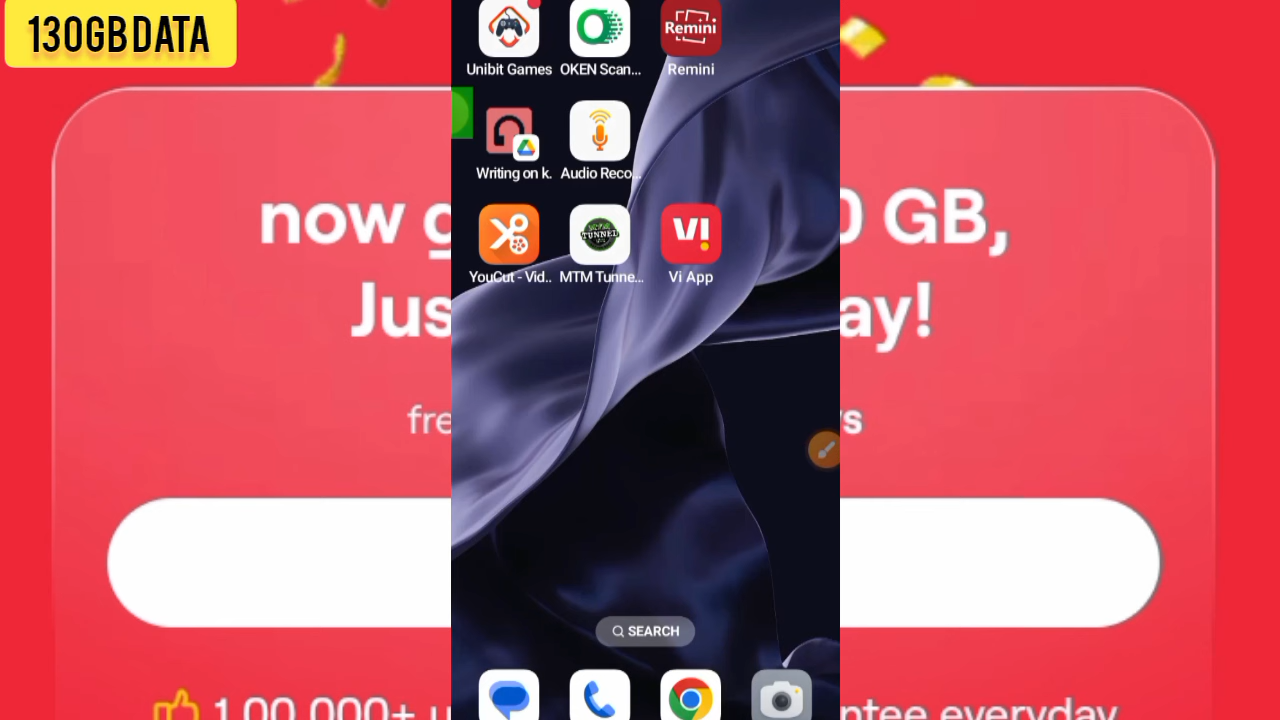 130GB DATA
now g
0 GB,
Jus
ay!
fre
s
1,00,000+ u
ntee everyday
Unibit Games
OKEN Scan...
Remini
Remini
Writing on k.
Audio Reco...
TUNNEL
VI
YouCut - Vid..
MTM Tunne...
Vi App
SEARCH